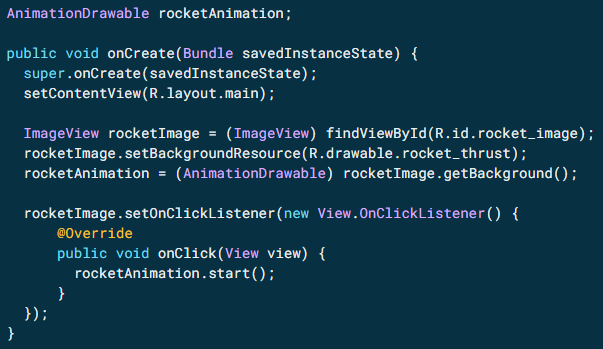 AnimationDrawable rocketAnimation;

public void onCreate(Bundle savedInstanceState) {
  super.onCreate(savedInstanceState);
  setContentView(R.layout.main);

  ImageView rocketImage = (ImageView) findViewById(R.id.rocket_image);
  rocketImage.setBackgroundResource(R.drawable.rocket_thrust);
  rocketAnimation = (AnimationDrawable) rocketImage.getBackground();

  rocketImage.setOnClickListener(new View.OnClickListener() {
      @Override
      public void onClick(View view) {
        rocketAnimation.start();
      }
  });
}